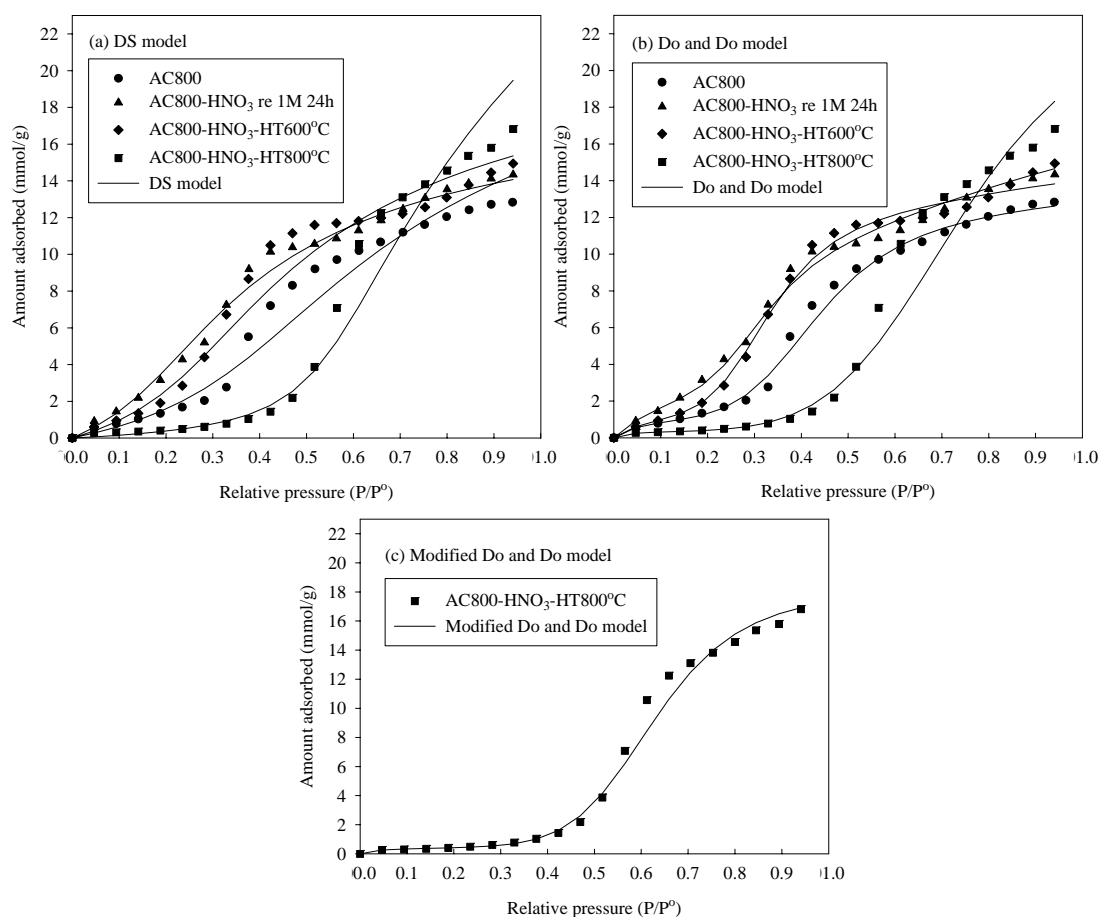 (a) DS model
AC800
AC800-HNO₃ re 1M 24h
AC800-HNO₃-HT600°C
AC800-HNO₃-HT800°C
DS model
Amount adsorbed (mmol/g)
22
20
18
16
14
12
10
8
6
4
2
0
0.0 0.1 0.2 0.3 0.4 0.5 0.6 0.7 0.8 0.9 1.0
Relative pressure (P/P°)
(b) Do and Do model
AC800
AC800-HNO₃ re 1M 24h
AC800-HNO₃-HT600°C
AC800-HNO₃-HT800°C
Do and Do model
Amount adsorbed (mmol/g)
22
20
18
16
14
12
10
8
6
4
2
0
0.0 0.1 0.2 0.3 0.4 0.5 0.6 0.7 0.8 0.9 1.0
Relative pressure (P/P°)
(c) Modified Do and Do model
AC800-HNO₃-HT800°C
Modified Do and Do model
Amount adsorbed (mmol/g)
22
20
18
16
14
12
10
8
6
4
2
0
0.0 0.1 0.2 0.3 0.4 0.5 0.6 0.7 0.8 0.9 1.0
Relative pressure (P/P°)